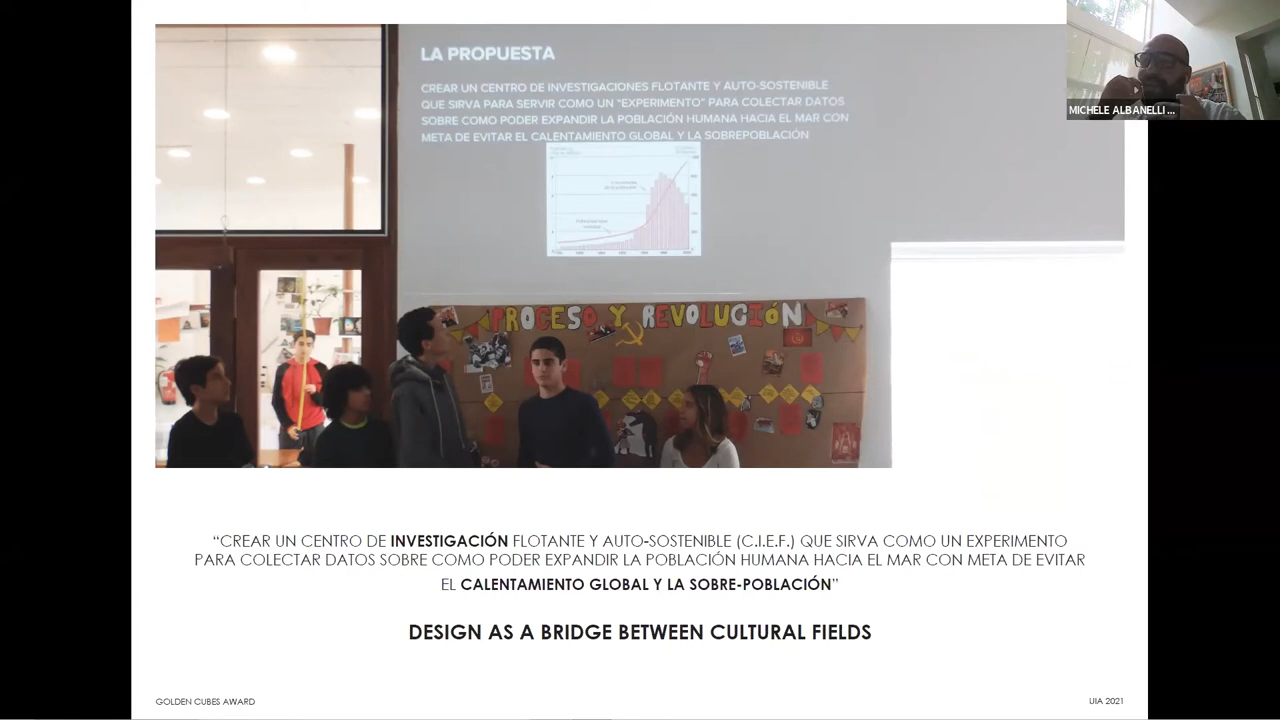 LA PROPUESTA
CREAR UN CENTRO DE INVESTIGACIONES FLOTANTE Y AUTO-SOSTENIBLE
QUE SIRVA PARA SERVIR COMO UN "EXPERIMENTO" PARA COLECTAR DATOS
SOBRE COMO PODER EXPANDIR LA POBLACIÓN HUMANA HACIA EL MAR CON
META DE EVITAR EL CALENTAMIENTO GLOBAL Y LA SOBREPOBLACIÓN
MICHELE ALBANELLI ...
PROCESO Y REVOLUCIÓN
“CREAR UN CENTRO DE INVESTIGACIÓN FLOTANTE Y AUTO-SOSTENIBLE (C.I.E.F.) QUE SIRVA COMO UN EXPERIMENTO
PARA COLECTAR DATOS SOBRE COMO PODER EXPANDIR LA POBLACIÓN HUMANA HACIA EL MAR CON META DE EVITAR
EL CALENTAMIENTO GLOBAL Y LA SOBRE-POBLACIÓN”
DESIGN AS A BRIDGE BETWEEN CULTURAL FIELDS
GOLDEN CUBES AWARD
UIA 2021